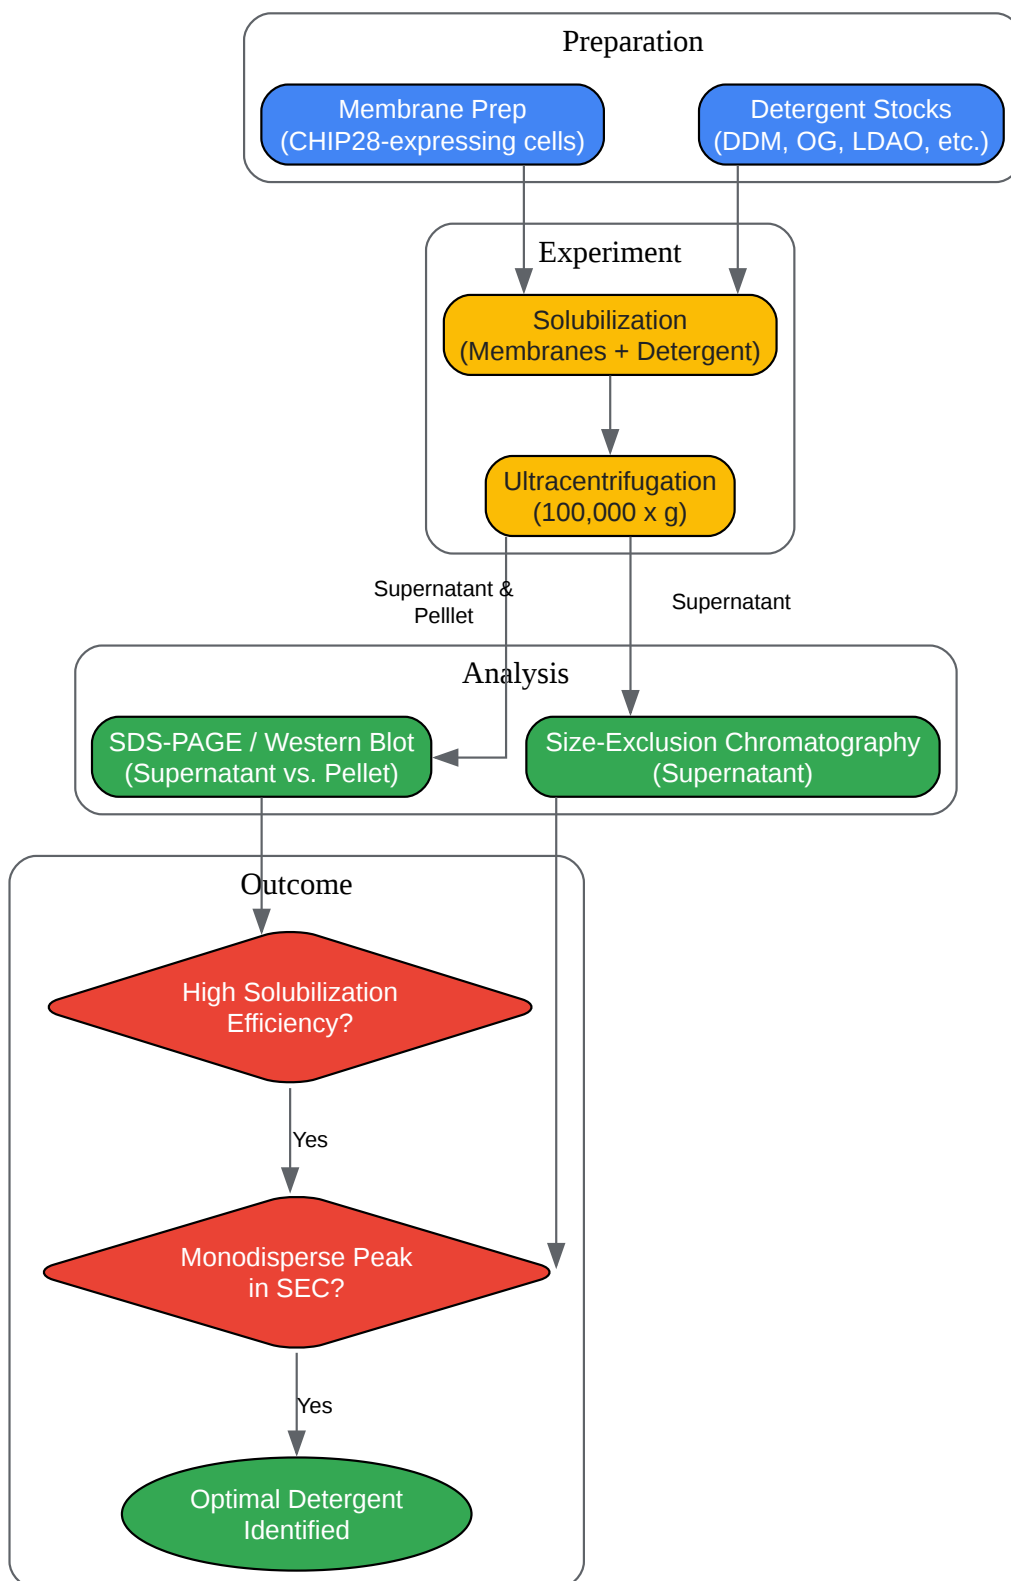 Preparation
Membrane Prep
(CHIP28-expressing cells)
Detergent Stocks
(DDM, OG, LDAO, etc.)
Experiment
Solubilization
(Membranes + Detergent)
Ultracentrifugation
(100,000 x g)
Supernatant &
Pelllet
Supernatant
Analysis
SDS-PAGE / Western Blot
(Supernatant vs. Pellet)
Size-Exclusion Chromatography
(Supernatant)
Outcome
High Solubilization
Efficiency?
Yes
Monodisperse Peak
in SEC?
Yes
Optimal Detergent
Identified